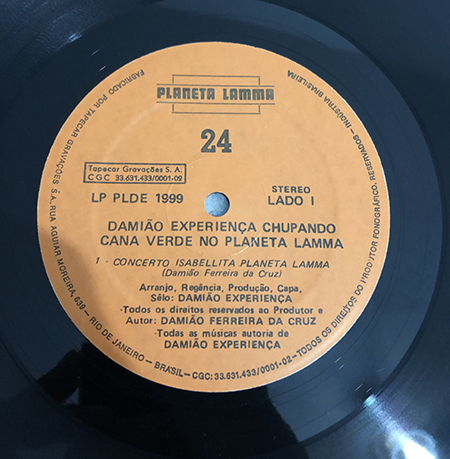 PLANETA LAMMA
24
Tapecar Gravações S. A.
CGC 33.631.433/0001-09
LP PLDE 1999
STEREO
LADO I
DAMIÃO EXPERIENÇA CHUPANDO
CANA VERDE NO PLANETA LAMMA
1 - CONCERTO ISABELLITA PLANETA LAMMA
(Damião Ferreira da Cruz)
Arranjo, Regência, Produção, Capa,
Sêlo: DAMIÃO EXPERIENÇA
-Todos os direitos reservados ao Produtor e
Autor: DAMIÃO FERREIRA DA CRUZ
-Todas as músicas autoria de
DAMIÃO EXPERIENÇA
FABRICADO POR TAPECAR GRAVAÇÕES S/A, RUA AGUIAR MOREIRA, 639 - RIO DE JANEIRO - BRASIL - CGC: 33.631.433/0001-02 - TODOS OS DIREITOS DO PRODUTOR FONOGRÁFICO, RESERVADOS - INDÚSTRIA BRASILEIRA